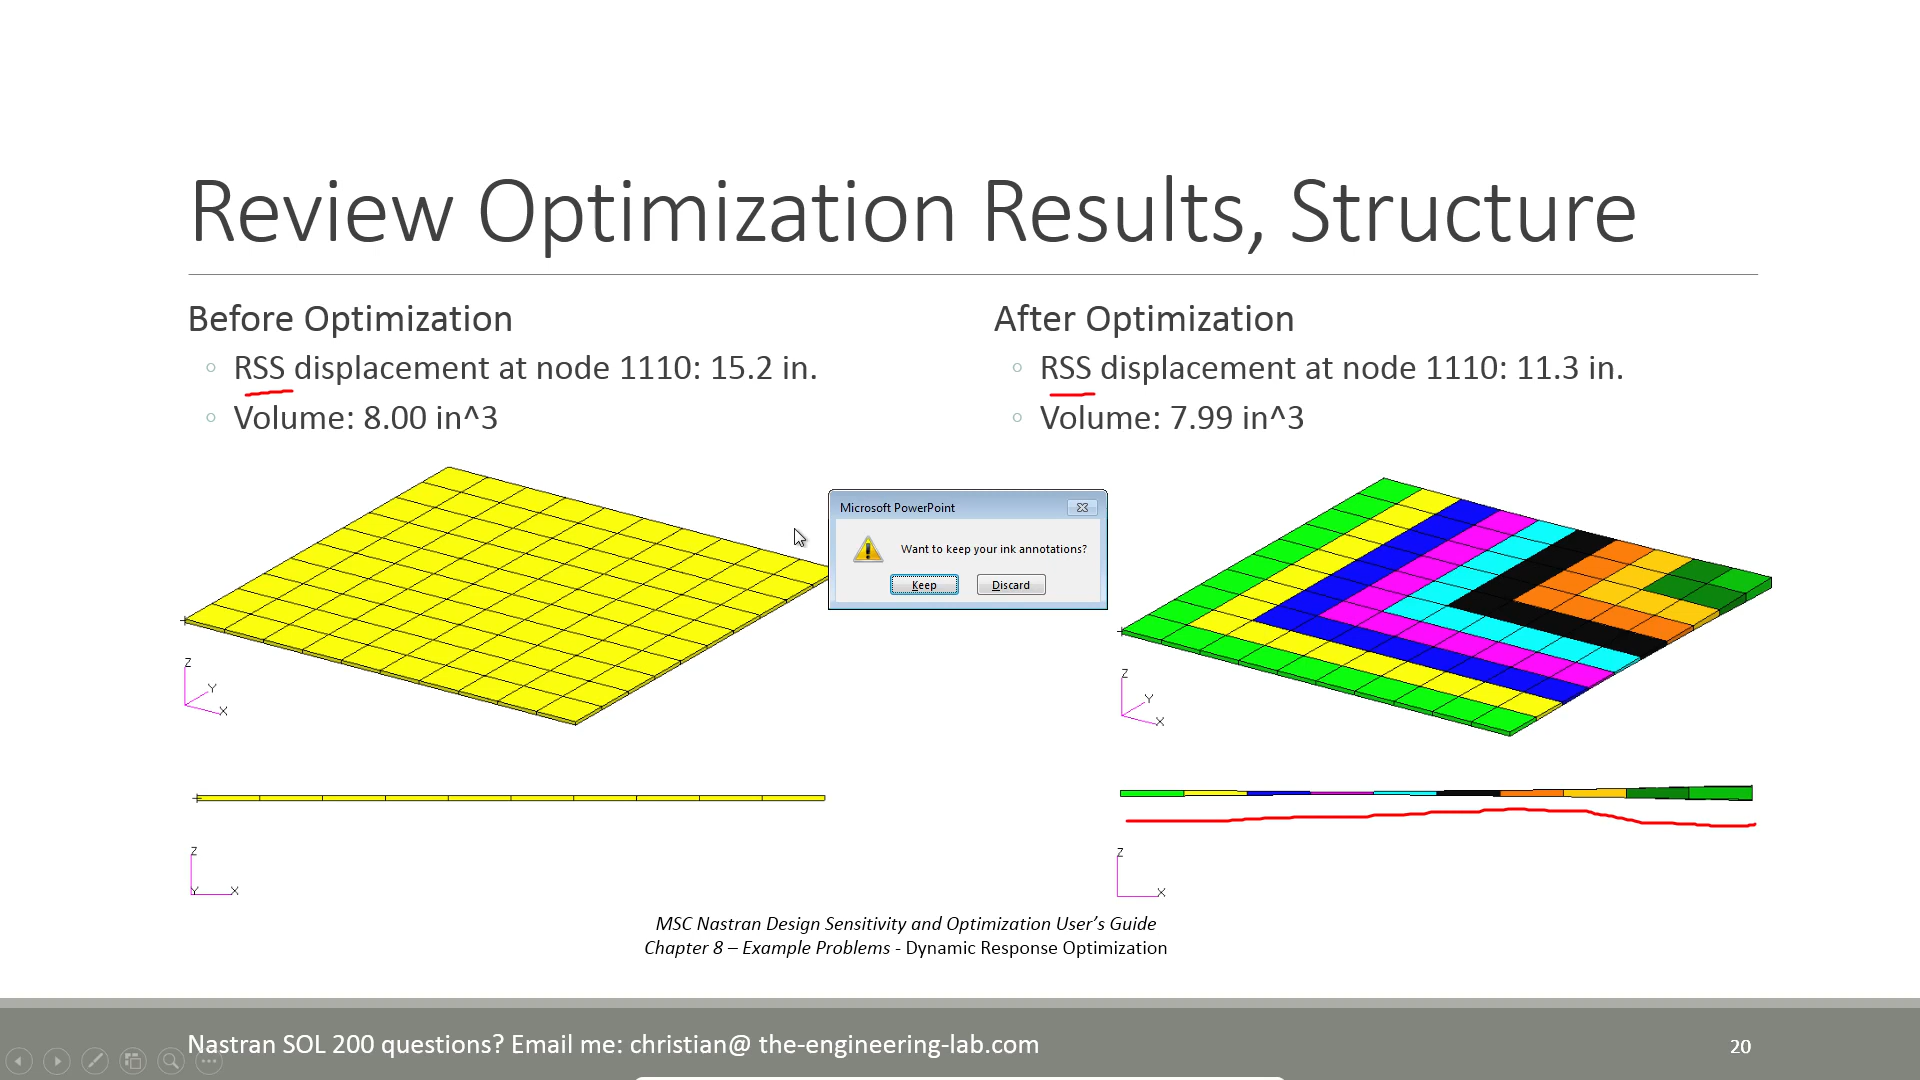 Review Optimization Results, Structure
Before Optimization
◦ RSS displacement at node 1110: 15.2 in.
◦ Volume: 8.00 in^3
After Optimization
◦ RSS displacement at node 1110: 11.3 in.
◦ Volume: 7.99 in^3
Microsoft PowerPoint
Want to keep your ink annotations?
Keep
Discard
Z
Y
X
Z
Y
X
Z
Y
X
Z
X
MSC Nastran Design Sensitivity and Optimization User’s Guide
Chapter 8 – Example Problems - Dynamic Response Optimization
Nastran SOL 200 questions? Email me: christian@ the-engineering-lab.com
20